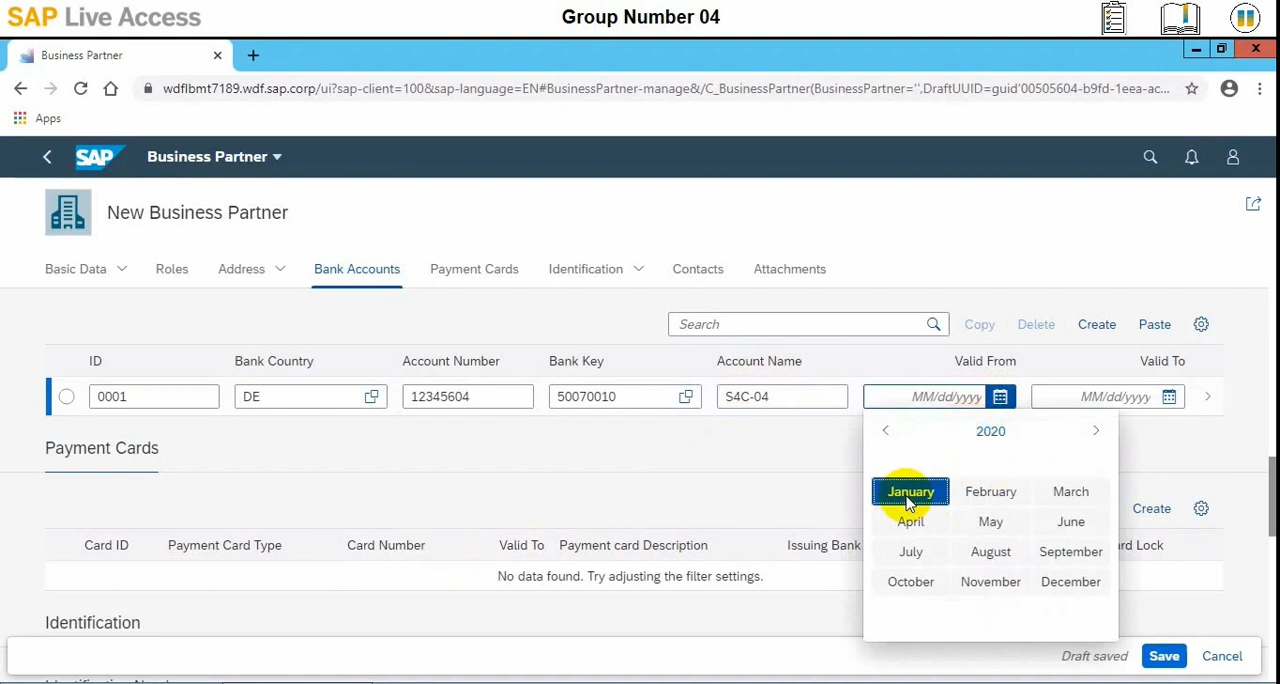 SAP Live Access
Group Number 04
Business Partner
wdflbmt7189.wdf.sap.corp/ui?sap-client=100&sap-language=EN#BusinessPartner-manage&/C_BusinessPartner(BusinessPartner='',DraftUUID=guid'00505604-b9fd-1eea-ac...
Apps
SAP Business Partner
New Business Partner
Basic Data Roles Address Bank Accounts Payment Cards Identification Contacts Attachments
Search Copy Delete Create Paste
ID Bank Country Account Number Bank Key Account Name Valid From Valid To
0001 DE 12345604 50070010 S4C-04 MM/dd/yyyy MM/dd/yyyy
2020
Payment Cards
January February March
Create
April May June
Card ID Payment Card Type Card Number Valid To Payment card Description Issuing Bank rd Lock
July August September
No data found. Try adjusting the filter settings.
October November December
Identification
Draft saved Save Cancel